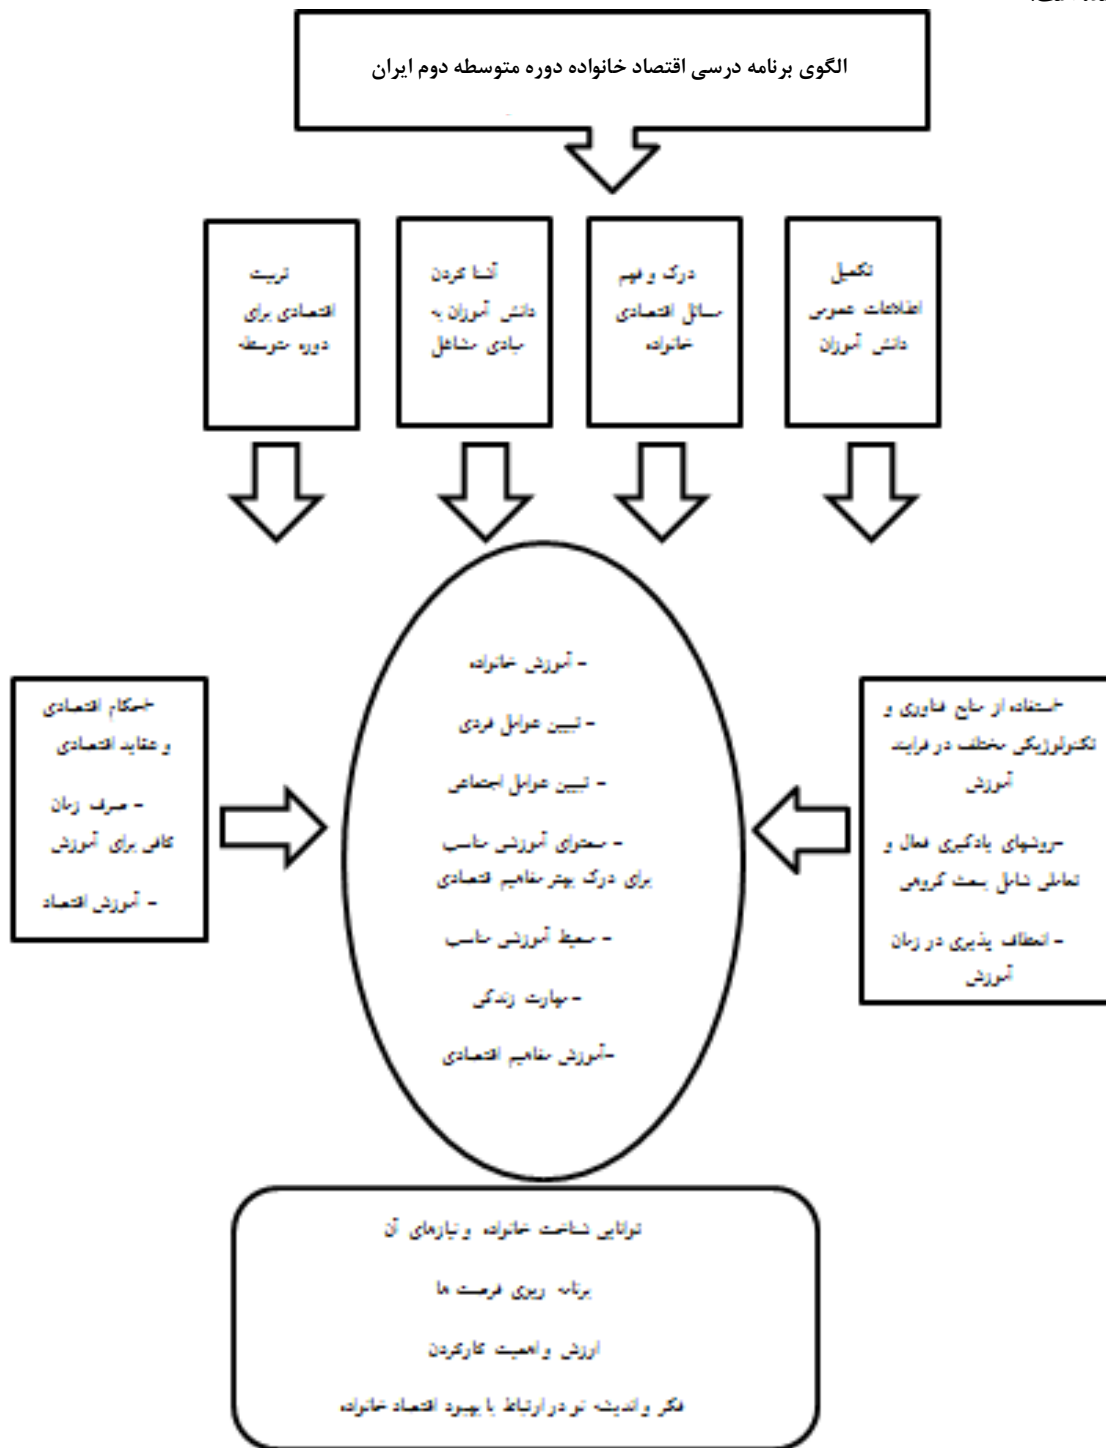 الگوی برنامه درسی اقتصاد خانواده دوره متوسطه دوم ایران
تکمیل
اطلاعات عمومی
دانش آموزان
درک و فهم
مسائل اقتصادی
خانواده
آشنا کردن
دانش آموزان به
مبادی مشاغل
تربیت
اقتصادی برای
دوره متوسطه
-استفاده از منابع فناوری و
تکنولوژیکی مختلف در فرایند
آموزش
-روشهای یادگیری فعال و
تعاملی شامل بحث گروهی
- انعطاف پذیری در زمان
آموزش
- آموزش خانواده
- تبیین عوامل فردی
- تبیین عوامل اجتماعی
- محتوای آموزشی مناسب
برای درک بهتر مفاهیم اقتصادی
- محیط آموزشی مناسب
- مهارت زندگی
-آموزش مفاهیم اقتصادی
-احکام اقتصادی
و عقاید اقتصادی
- صرف زمان
کافی برای آموزش
- آموزش اقتصاد
توانایی شناخت خانواده و نیازهای آن
برنامه ریزی فرصت ها
ارزش و اهمیت کارکردن
فکر و اندیشه نو در ارتباط با بهبود اقتصاد خانواده